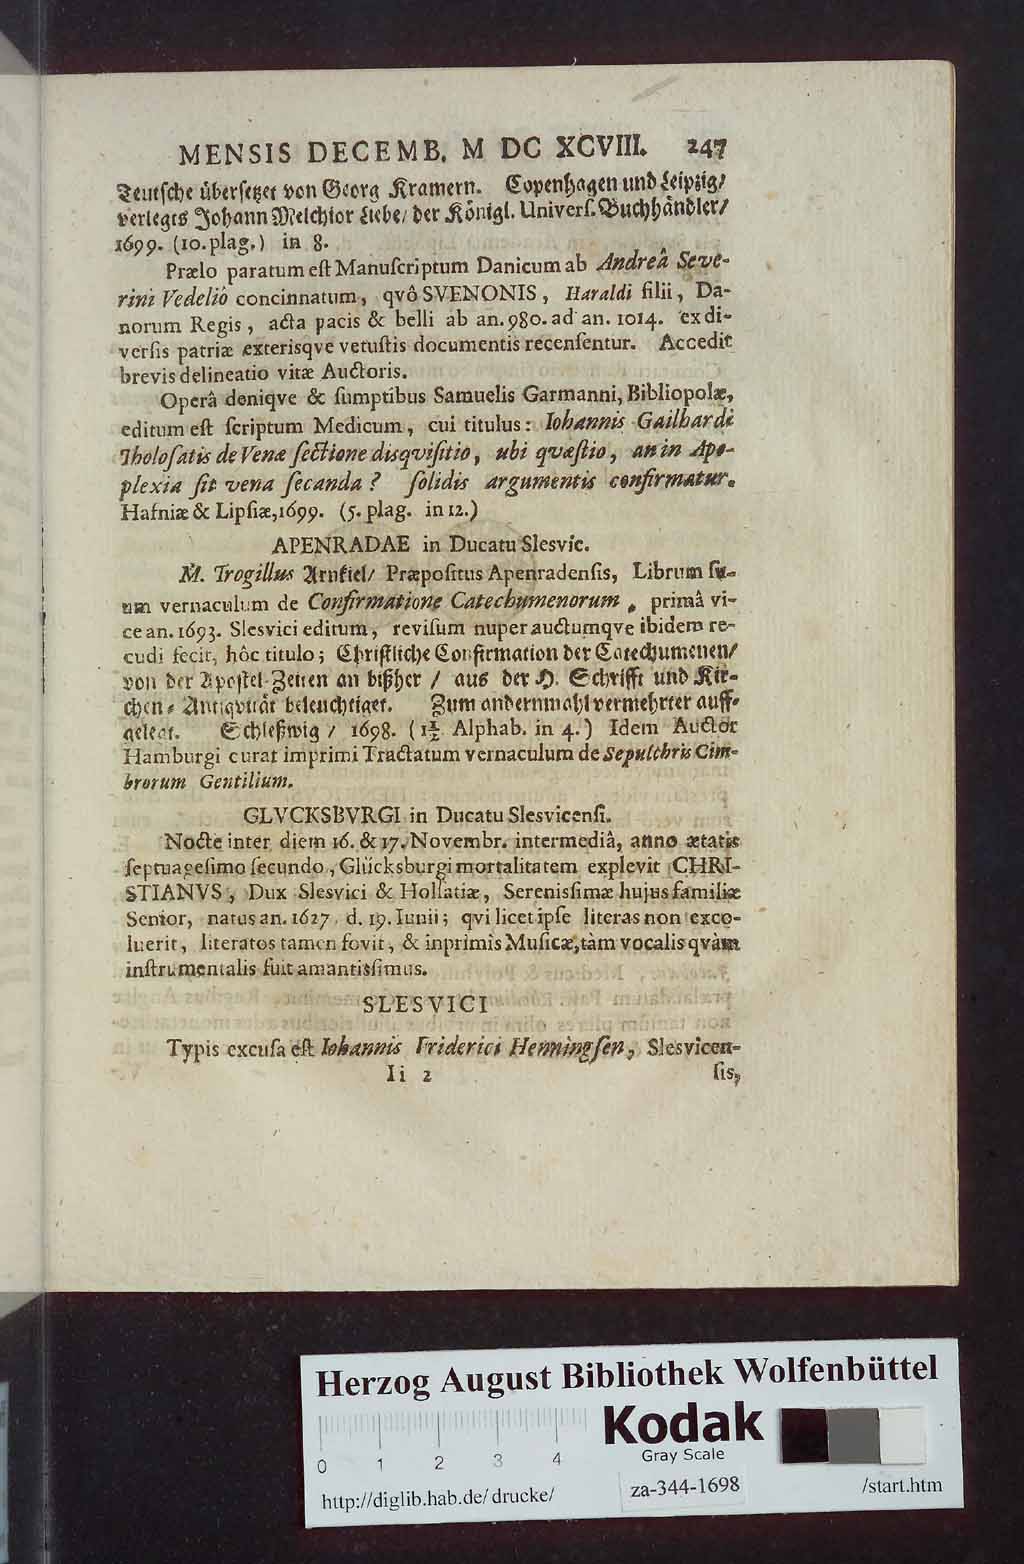 MENSIS DECEMB. M DC XCVIII. 247
Teutsche übersetzet von Georg Kramern. Copenhagen und Leipzig/
verlegts Johann Melchior Liebe/ der Königl. Univers. Buchhändler/
1699. (10. plag.) in 8.
Prælo paratum eſt Manuſcriptum Danicum ab Andreâ Seve-
rini Vedeliô concinnatum, qvô SVENONIS, Haraldi filii, Da-
norum Regis, acta pacis & belli ab an. 980. ad an. 1014. ex di-
verſis patriæ exterisqve vetuſtis documentis recenſentur. Accedit
brevis delineatio vitæ Auctoris.
Operâ deniqve & ſumptibus Samuelis Garmanni, Bibliopolæ,
editum eſt ſcriptum Medicum, cui titulus: Iohannis Gailhardi
Tholoſatis de Venæ ſectione disqviſitio, ubi qvæſtio, an in Apo-
plexia ſit vena ſecanda? ſolidis argumentis confirmatur.
Hafniæ & Lipſiæ, 1699. (5. plag. in 12.)
APENRADAE in Ducatu Slesvic.
M. Trogillus Arnkiel/ Præpoſitus Apenradenſis, Librum ſu-
um vernaculum de Confirmatione Catechumenorum, primâ vi-
ce an. 1693. Slesvici editum, reviſum nuper auctumqve ibidem re-
cudi fecit, hôc titulo; Chriſtliche Confirmation der Catechumenen/
von der Apoſtel-Zeiten an bißher / aus der H. Schrifft und Kir-
chen-Antiqvität beleuchtiget. Zum andernmahl vermehrter auff-
gelegt. Schleßwig / 1698. (1½ Alphab. in 4.) Idem Auctor
Hamburgi curat imprimi Tractatum vernaculum de Sepulchris Cim-
brorum Gentilium.
GLVCKSBVRGI in Ducatu Slesvicenſi.
Nocte inter diem 16. & 17. Novembr. intermediâ, anno ætatis
ſeptuageſimo ſecundo, Glücksburgi mortalitatem explevit CHRI-
STIANVS, Dux Slesvici & Holſatiæ, Sereniſſimæ hujus familiæ
Senior, natus an. 1627. d. 19. Iunii; qvi licet ipſe literas non exco-
luerit, literatos tamen fovit, & inprimis Muſicæ, tàm vocalis qvàm
inſtrumentalis fuit amantiſſimus.
SLESVICI
Typis excuſa eſt Iohannis Friderici Henningſen, Slesvicen-
Ii 2 ſis,
Herzog August Bibliothek Wolfenbüttel
Kodak
Gray Scale
0 1 2 3 4
http://diglib.hab.de/drucke/ za-344-1698 /start.htm